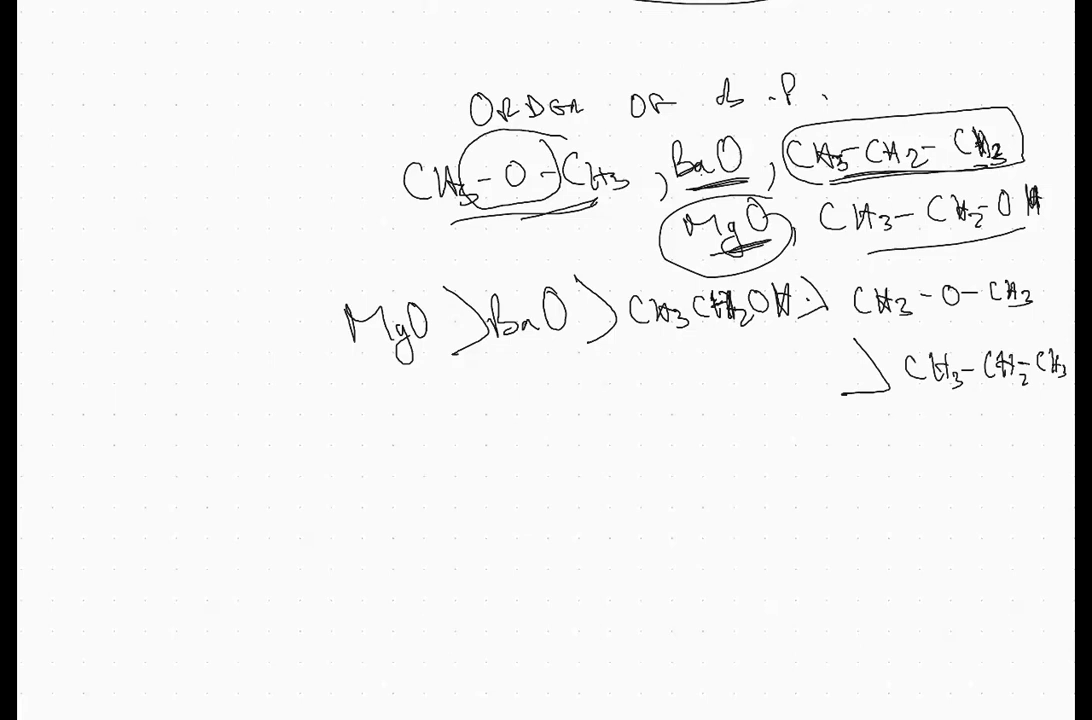 ORDER OF b.P.
CH3-O-CH3, BaO, CH3-CH2-CH3
MgO, CH3-CH2-OH
MgO > BaO > CH3CH2OH > CH3-O-CH3
> CH3-CH2-CH3